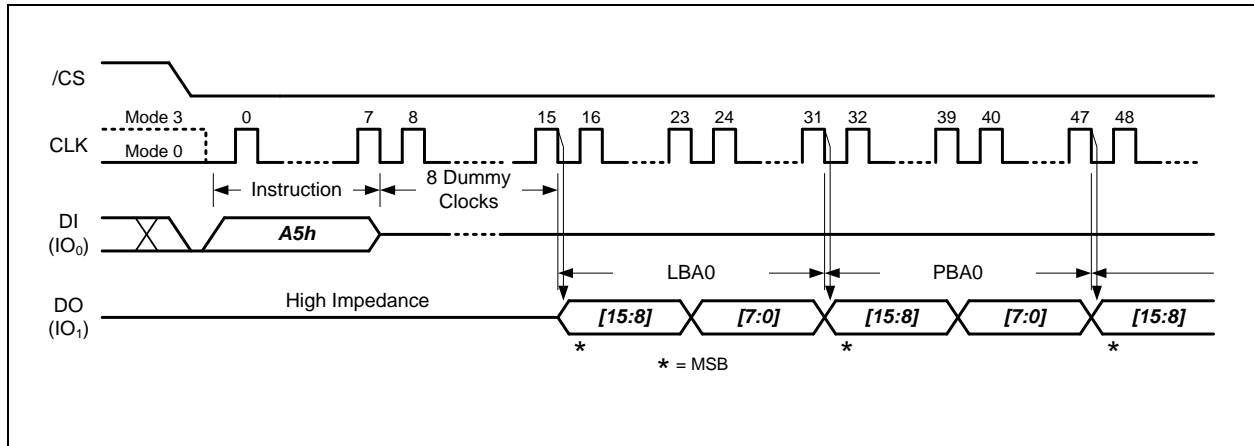 /CS
Mode 3
0 7 8 15 16 23 24 31 32 39 40 47 48
CLK
Mode 0
Instruction
8 Dummy
Clocks
DI
(IO₀)
A5h
LBA0
PBA0
DO
(IO₁)
High Impedance
[15:8] [7:0] [15:8] [7:0] [15:8]
* * *
* = MSB